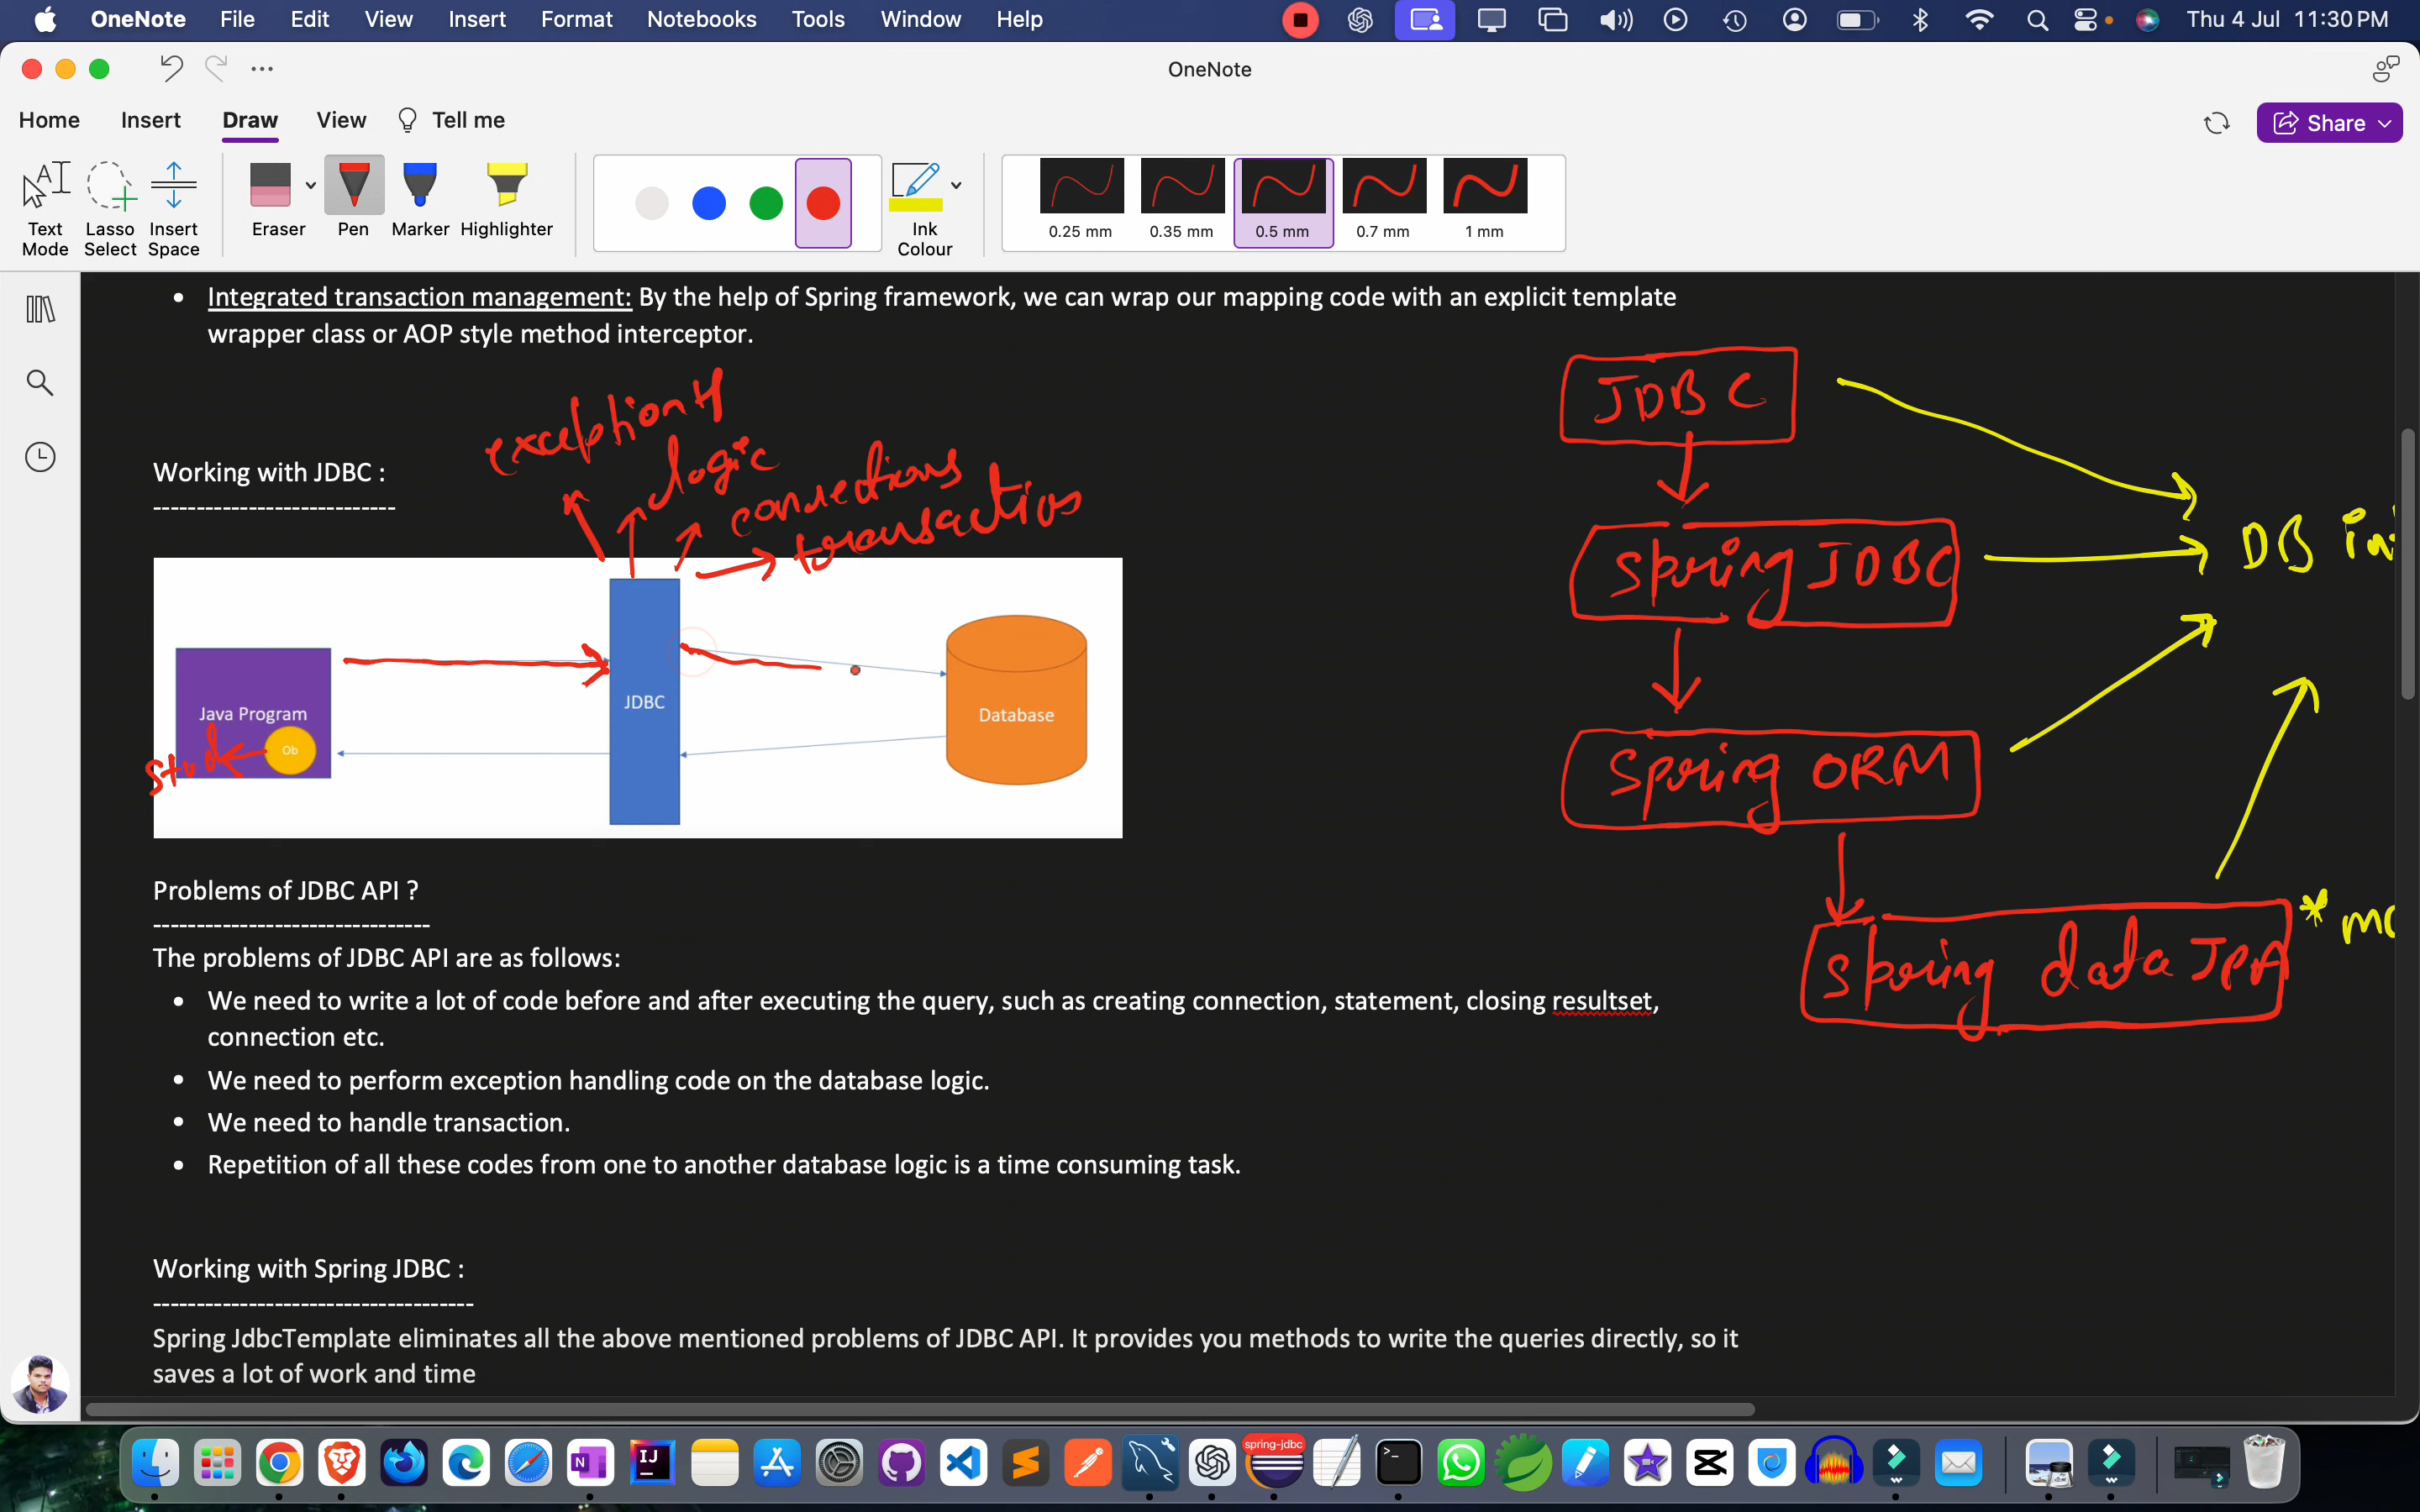 OneNote File Edit View Insert Format Notebooks Tools Window Help Thu 4 Jul 11:30 PM
OneNote
Home Insert Draw View Tell me Share
Text Mode
Lasso Select
Insert Space
Eraser Pen Marker Highlighter
Ink Colour
0.25 mm 0.35 mm 0.5 mm 0.7 mm 1 mm
• Integrated transaction management: By the help of Spring framework, we can wrap our mapping code with an explicit template
wrapper class or AOP style method interceptor.
exception H
logic
connections
transaction
Working with JDBC :
----------------------------
Java Program
Ob
Stud
JDBC
Database
JDBC
Spring JDBC
Spring ORM
Spring data JPA
DB in
* mo
Problems of JDBC API ?
--------------------------------
The problems of JDBC API are as follows:
• We need to write a lot of code before and after executing the query, such as creating connection, statement, closing resultset,
connection etc.
• We need to perform exception handling code on the database logic.
• We need to handle transaction.
• Repetition of all these codes from one to another database logic is a time consuming task.
Working with Spring JDBC :
-------------------------------------
Spring JdbcTemplate eliminates all the above mentioned problems of JDBC API. It provides you methods to write the queries directly, so it
saves a lot of work and time
spring-jdbc